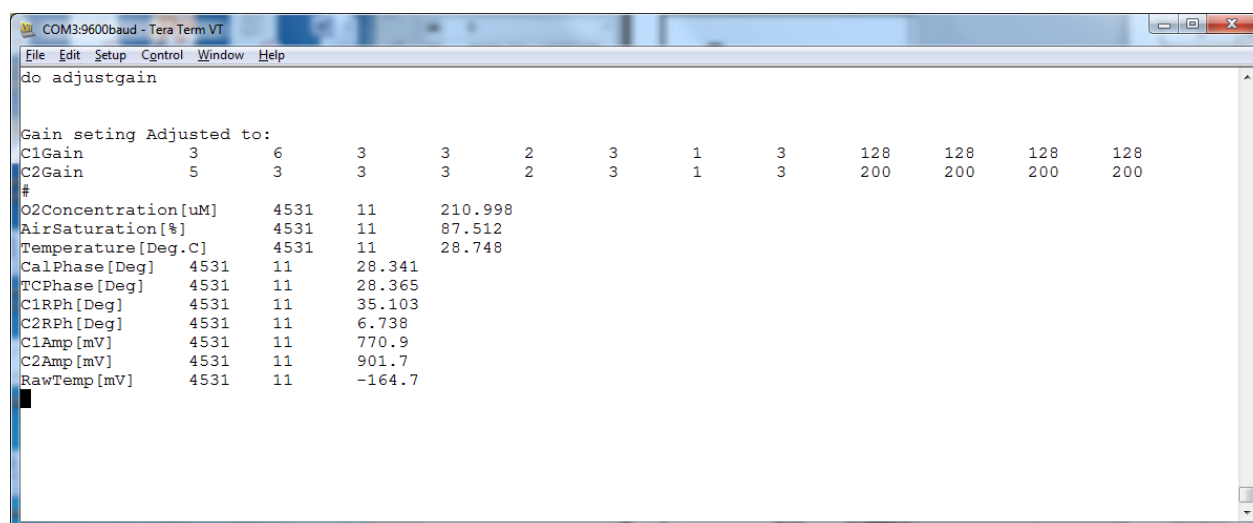 COM3:9600baud - Tera Term VT
File Edit Setup Control Window Help
do adjustgain
Gain seting Adjusted to:
C1Gain 3 6 3 3 2 3 1 3 128 128 128 128
C2Gain 5 3 3 3 2 3 1 3 200 200 200 200
#
O2Concentration[uM] 4531 11 210.998
AirSaturation[%] 4531 11 87.512
Temperature[Deg.C] 4531 11 28.748
CalPhase[Deg] 4531 11 28.341
TCPhase[Deg] 4531 11 28.365
C1RPh[Deg] 4531 11 35.103
C2RPh[Deg] 4531 11 6.738
C1Amp[mV] 4531 11 770.9
C2Amp[mV] 4531 11 901.7
RawTemp[mV] 4531 11 -164.7